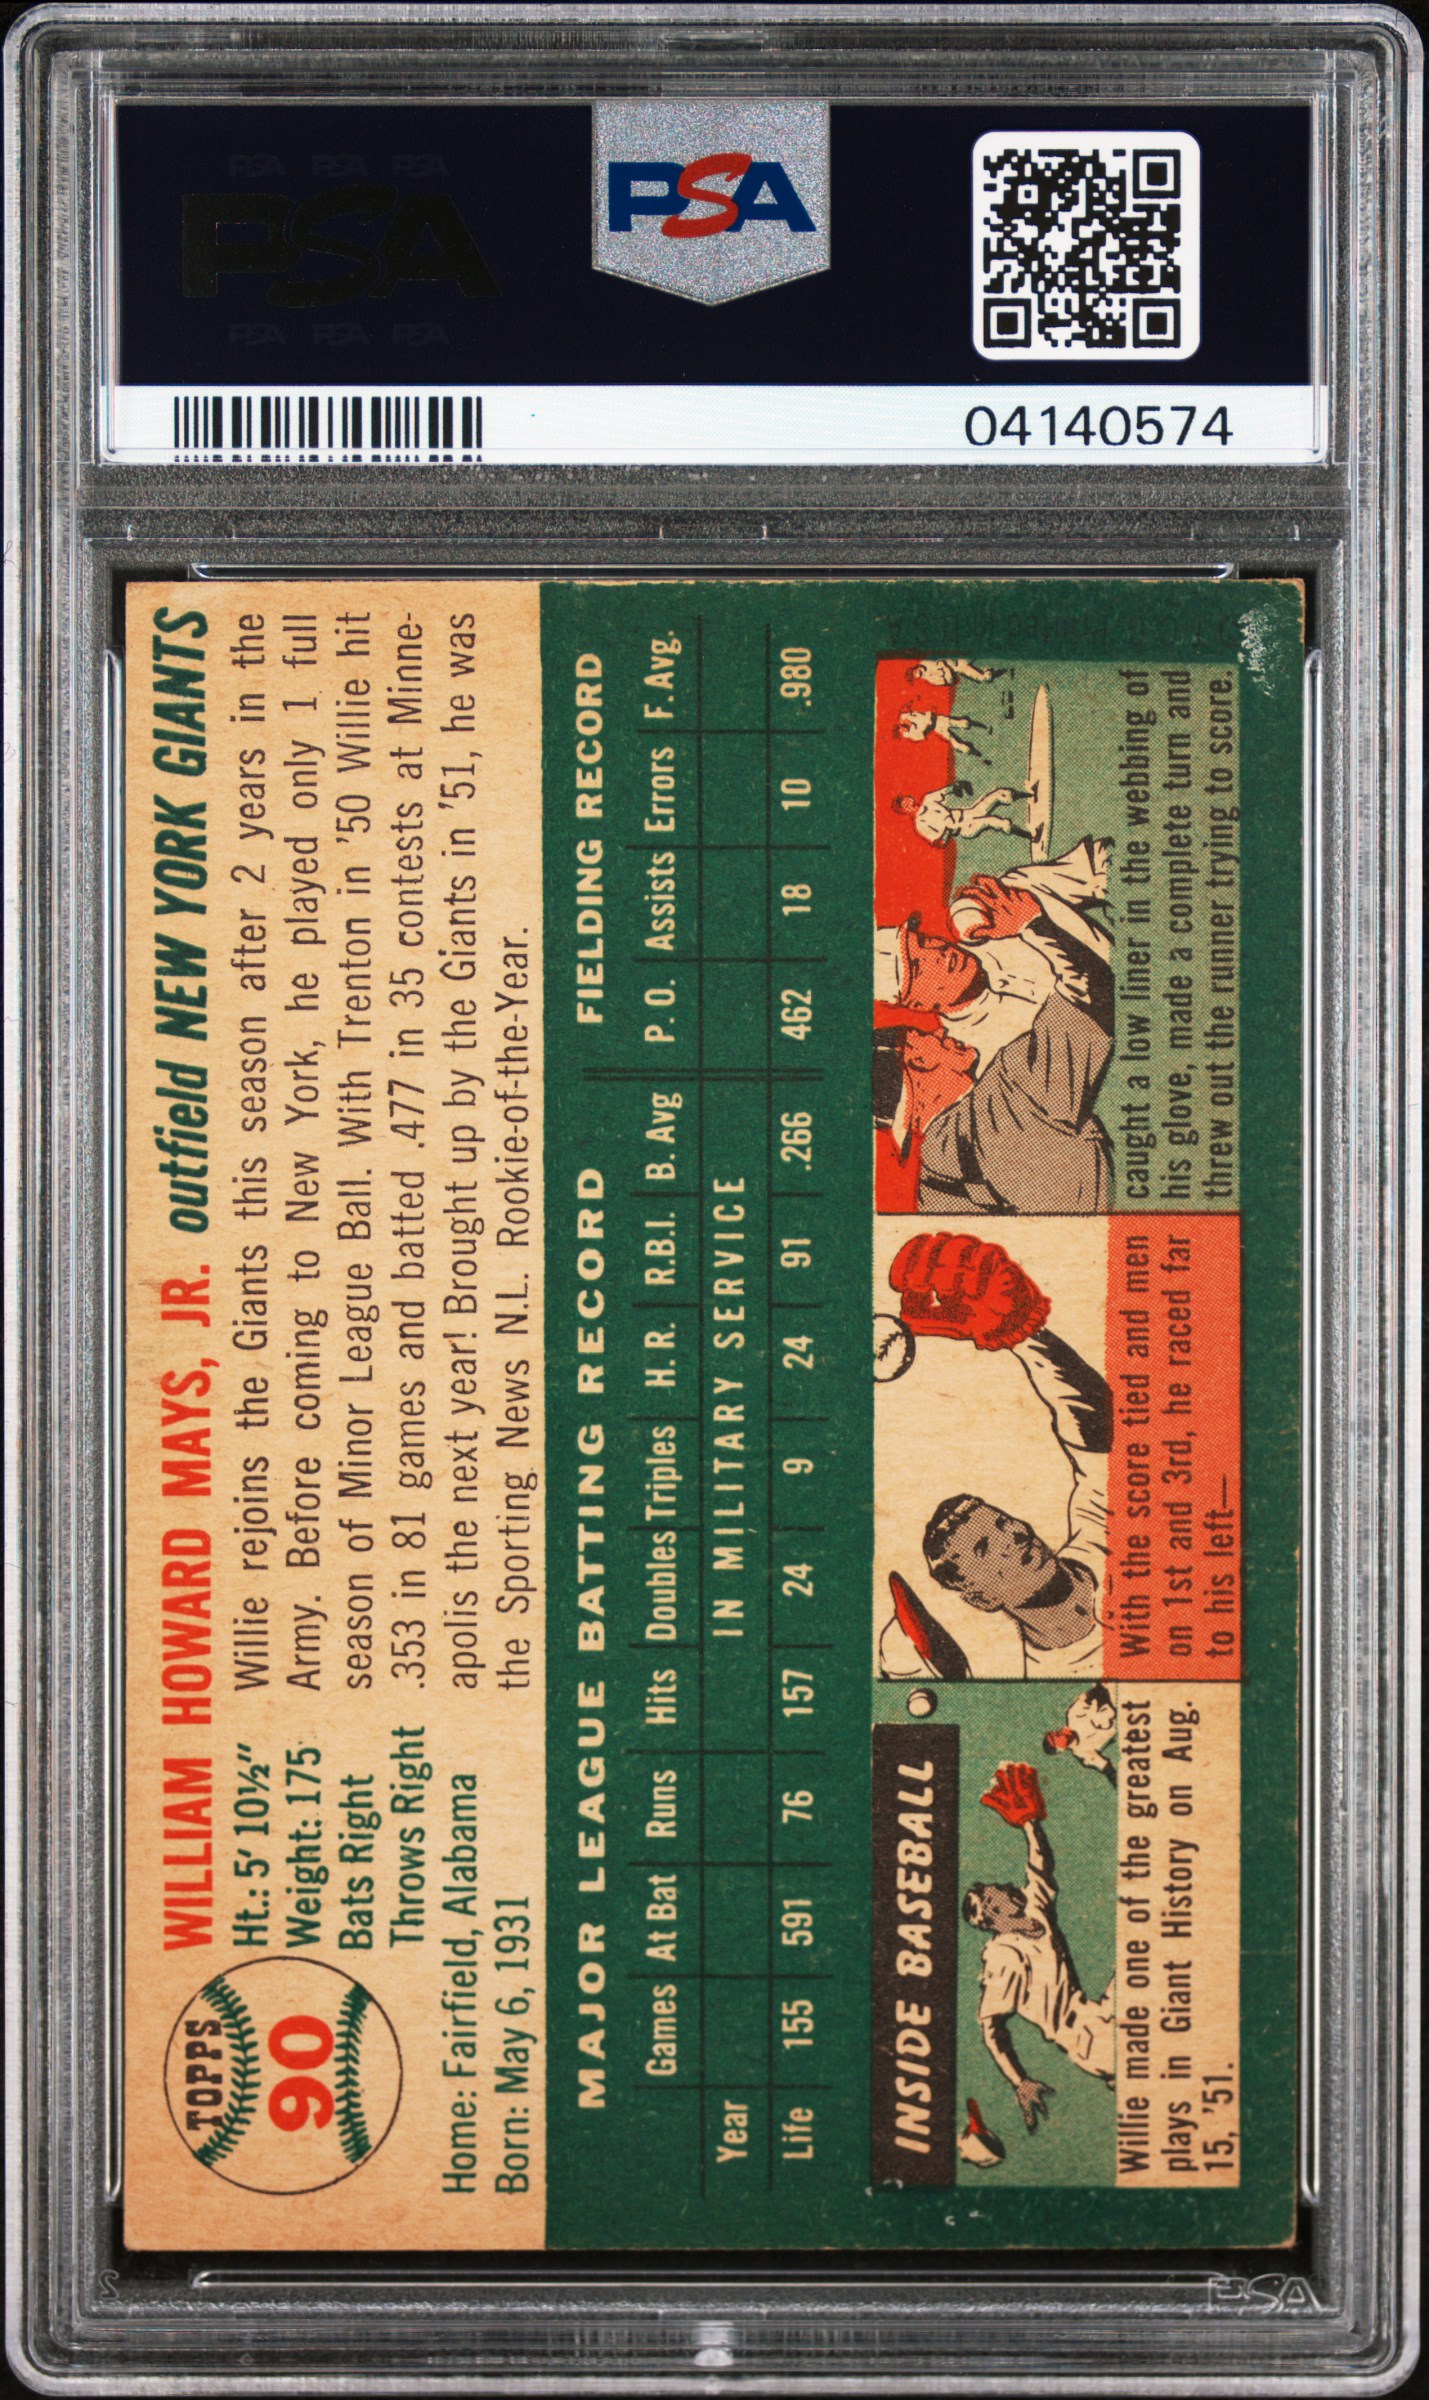 PSA PSA PSA
PSA
PSA PSA PSA
PSA
04140574
TOPPS
90
WILLIAM HOWARD MAYS, JR. outfield NEW YORK GIANTS
Ht.: 5' 10½"
Weight: 175
Bats Right
Throws Right
Home: Fairfield, Alabama
Born: May 6, 1931
Willie rejoins the Giants this season after 2 years in the
Army. Before coming to New York, he played only 1 full
season of Minor League Ball. With Trenton in '50 Willie hit
.353 in 81 games and batted .477 in 35 contests at Minne-
apolis the next year! Brought up by the Giants in '51, he was
the Sporting News N.L. Rookie-of-the-Year.
MAJOR LEAGUE BATTING RECORD FIELDING RECORD
Games At Bat Runs Hits Doubles Triples H. R. R.B.I. B. Avg P. O. Assists Errors F. Avg.
Year IN MILITARY SERVICE
Life 155 591 76 157 24 9 24 91 .266 462 18 10 .980
INSIDE BASEBALL
Willie made one of the greatest
plays in Giant History on Aug.
15, '51.
With the score tied and men
on 1st and 3rd, he raced far
to his left—
caught a low liner in the webbing of
his glove, made a complete turn and
threw out the runner trying to score.
PSA